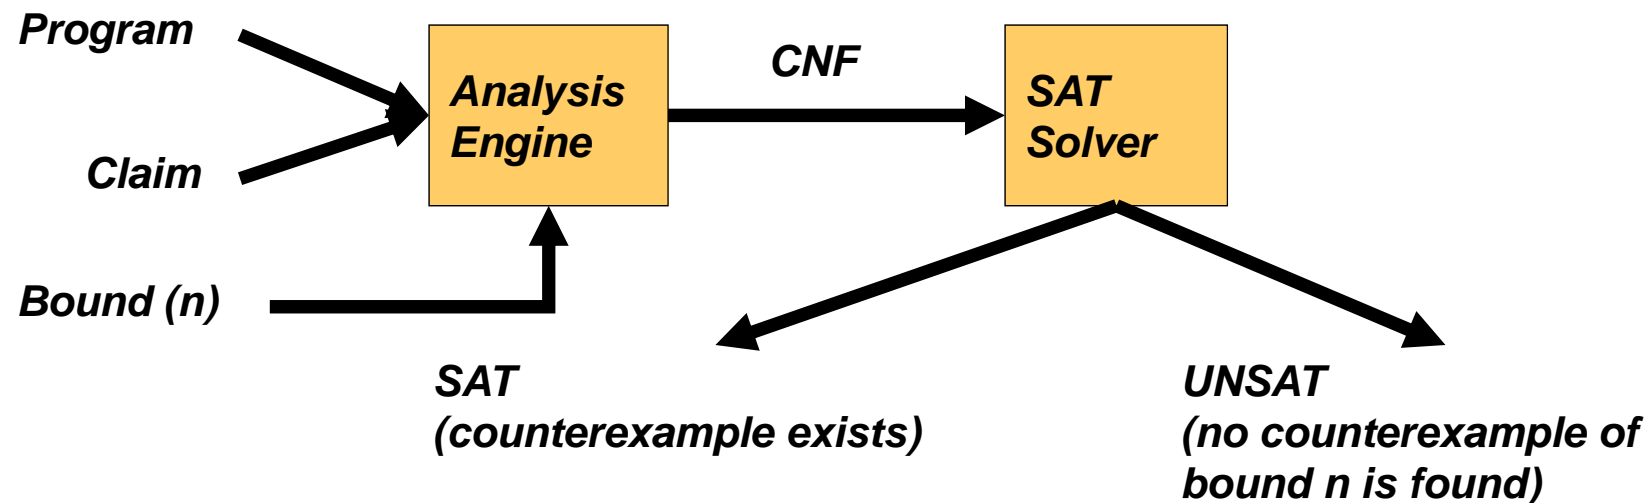 Program
Claim
Bound (n)
Analysis
Engine
CNF
SAT
Solver
SAT
(counterexample exists)
UNSAT
(no counterexample of
bound n is found)